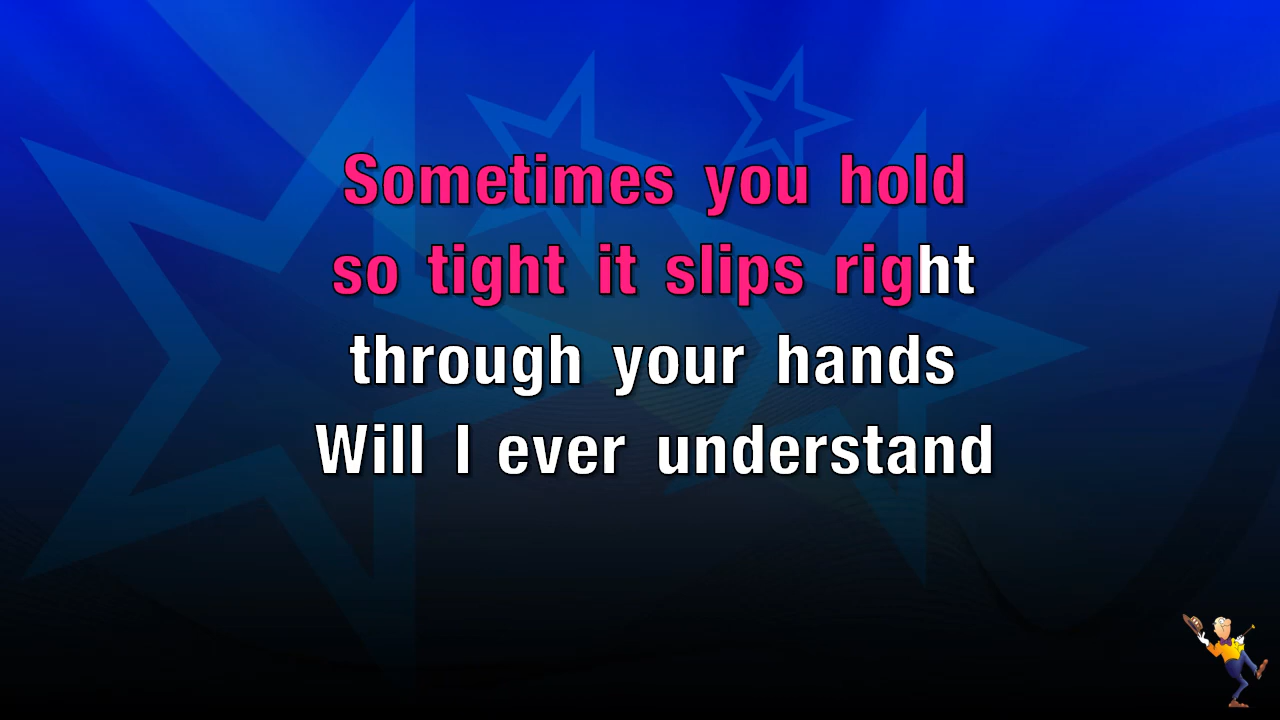 Sometimes you hold
so tight it slips right
through your hands
Will I ever understand